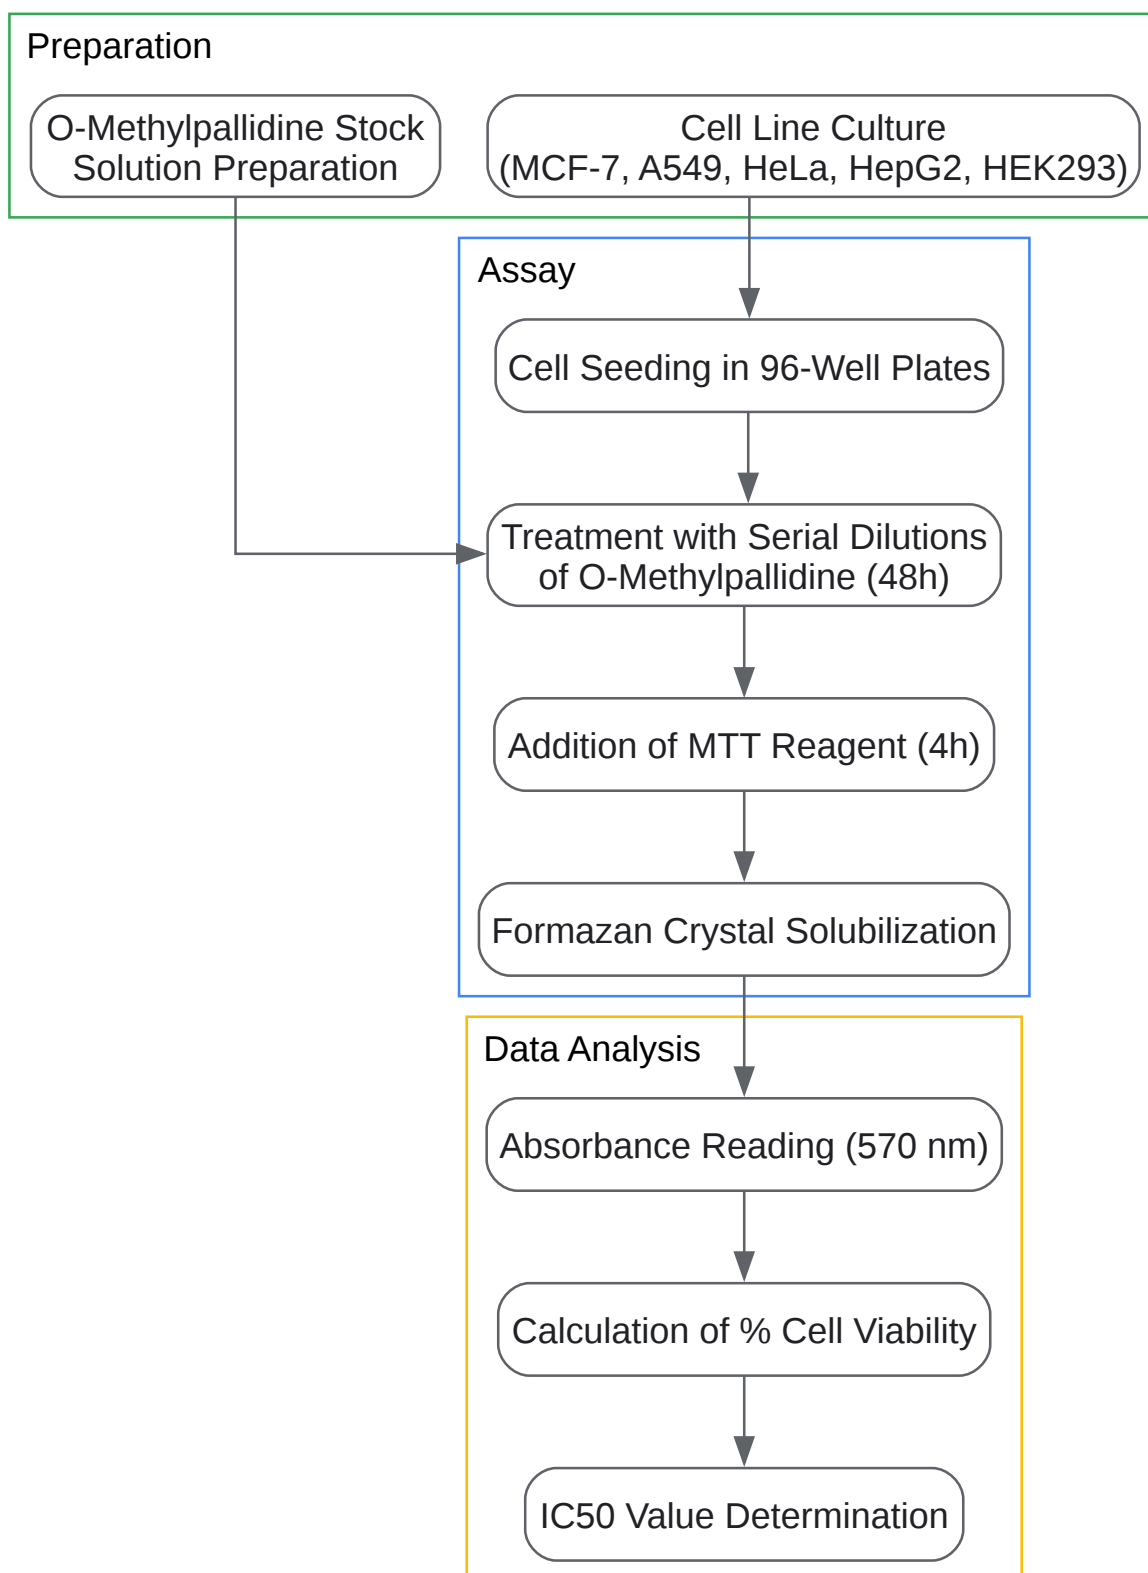 Preparation
O-Methylpallidine Stock
Solution Preparation
Cell Line Culture
(MCF-7, A549, HeLa, HepG2, HEK293)
Assay
Cell Seeding in 96-Well Plates
Treatment with Serial Dilutions
of O-Methylpallidine (48h)
Addition of MTT Reagent (4h)
Formazan Crystal Solubilization
Data Analysis
Absorbance Reading (570 nm)
Calculation of % Cell Viability
IC50 Value Determination